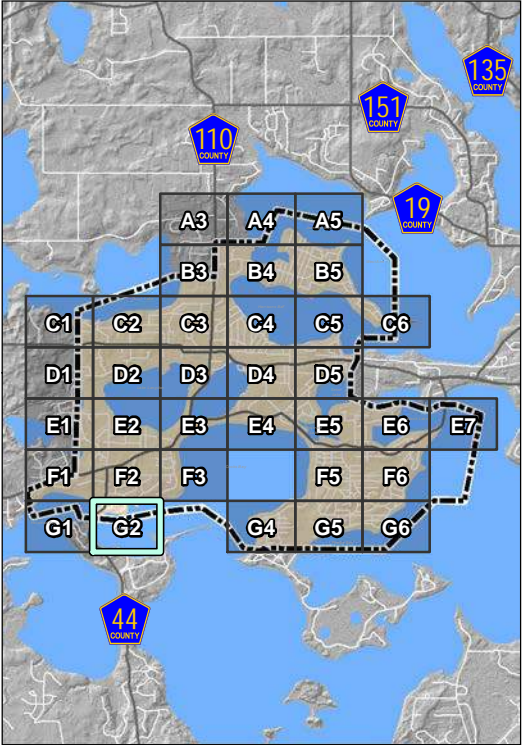 135
COUNTY
151
COUNTY
110
COUNTY
19
COUNTY
A3 A4 A5
B3 B4 B5
C1 C2 C3 C4 C5 C6
D1 D2 D3 D4 D5
E1 E2 E3 E4 E5 E6 E7
F1 F2 F3 F5 F6
G1 G2 G4 G5 G6
44
COUNTY